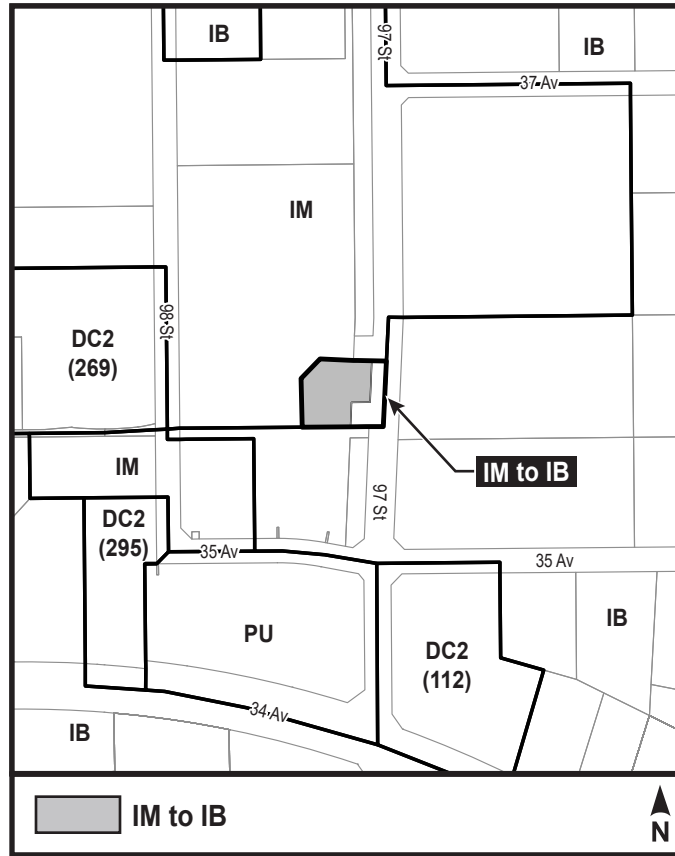 IB
97 St
IB
37 Av
IM
98 St
DC2
(269)
IM to IB
IM
97 St
DC2
(295)
35 Av
35 Av
PU
IB
DC2
(112)
34 Av
IB
IM to IB
N